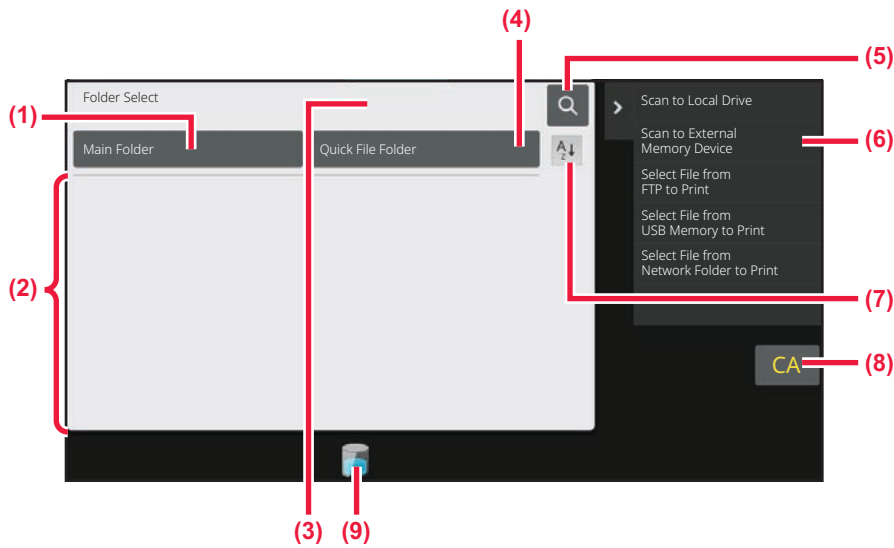 (4)
(5)
Folder Select
Scan to Local Drive
(1)
Scan to External
Memory Device
(6)
Main Folder
Quick File Folder
A
Z
Select File from
FTP to Print
Select File from
USB Memory to Print
Select File from
Network Folder to Print
(2)
(7)
CA
(8)
(3)
(9)